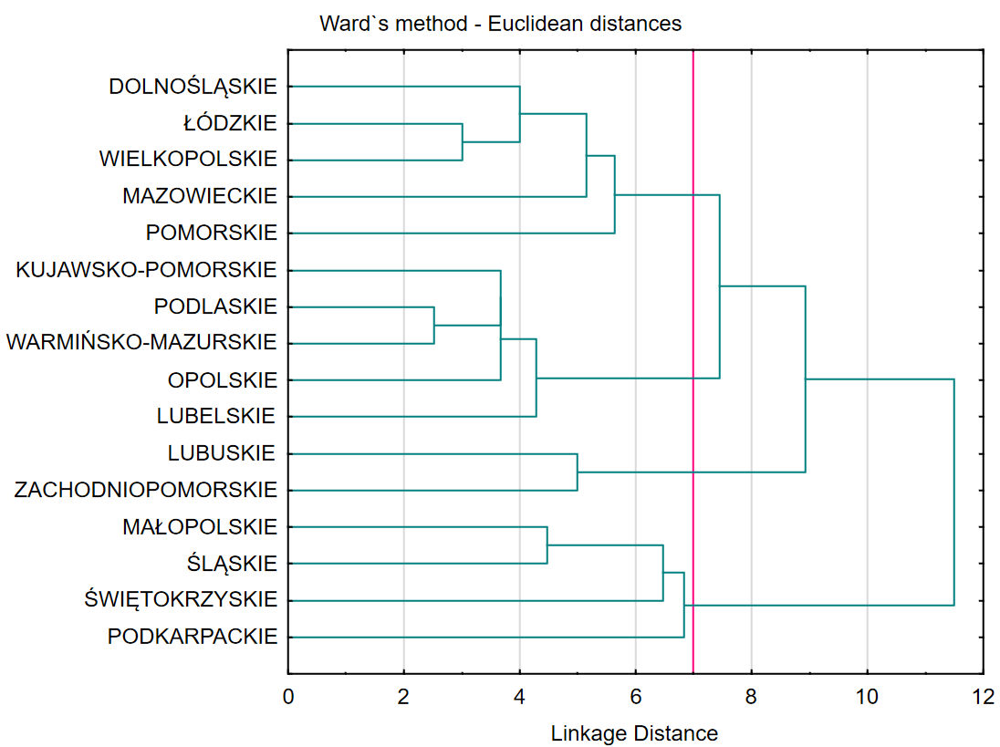 Ward`s method - Euclidean distances
DOLNOŚLĄSKIE
ŁÓDZKIE
WIELKOPOLSKIE
MAZOWIECKIE
POMORSKIE
KUJAWSKO-POMORSKIE
PODLASKIE
WARMIŃSKO-MAZURSKIE
OPOLSKIE
LUBELSKIE
LUBUSKIE
ZACHODNIOPOMORSKIE
MAŁOPOLSKIE
ŚLĄSKIE
ŚWIĘTOKRZYSKIE
PODKARPACKIE
0 2 4 6 8 10 12
Linkage Distance